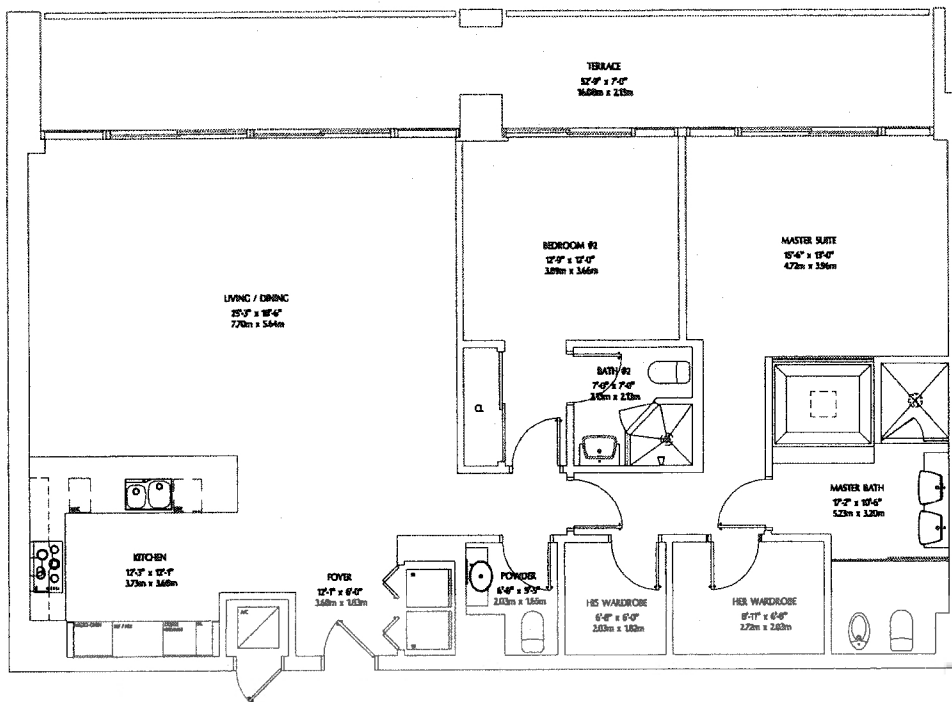 TERRACE
52'-9" x 7'-0"
16.08m x 2.13m
BEDROOM #2
12'-9" x 12'-0"
3.89m x 3.66m
MASTER SUITE
15'-6" x 13'-0"
4.72m x 3.96m
LIVING / DINING
25'-3" x 18'-6"
7.70m x 5.64m
BATH #2
7'-0" x 7'-0"
2.13m x 2.13m
CL
MASTER BATH
17'-2" x 10'-6"
5.23m x 3.20m
KITCHEN
12'-3" x 12'-1"
3.73m x 3.68m
FOYER
12'-1" x 6'-0"
3.68m x 1.83m
POWDER
6'-8" x 5'-5"
2.03m x 1.65m
HIS WARDROBE
6'-8" x 6'-0"
2.03m x 1.82m
HER WARDROBE
8'-11" x 6'-8"
2.72m x 2.03m
A/C